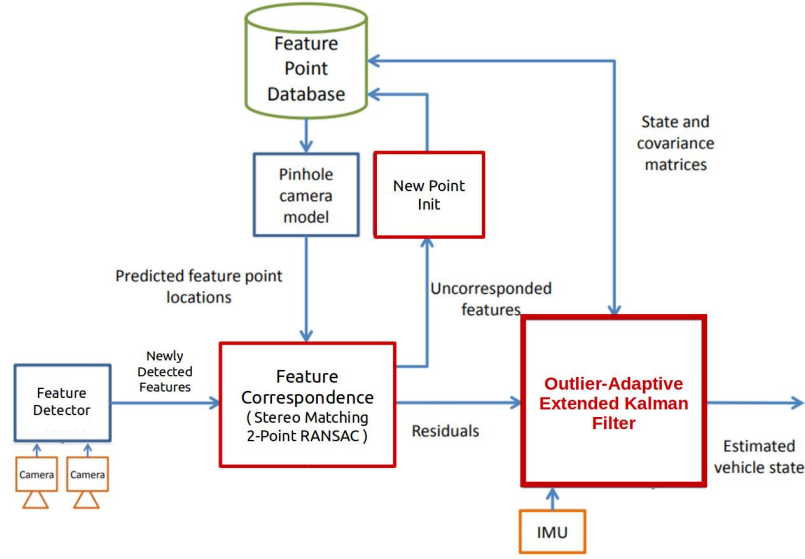 Feature
Point
Database
State and
covariance
matrices
Pinhole
camera
model
New Point
Init
Predicted feature point
locations
Uncorresponded
features
Newly
Detected
Features
Feature
Detector
Feature
Correspondence
( Stereo Matching
2-Point RANSAC )
Residuals
Outlier-Adaptive
Extended Kalman
Filter
Estimated
vehicle state
Camera
Camera
IMU